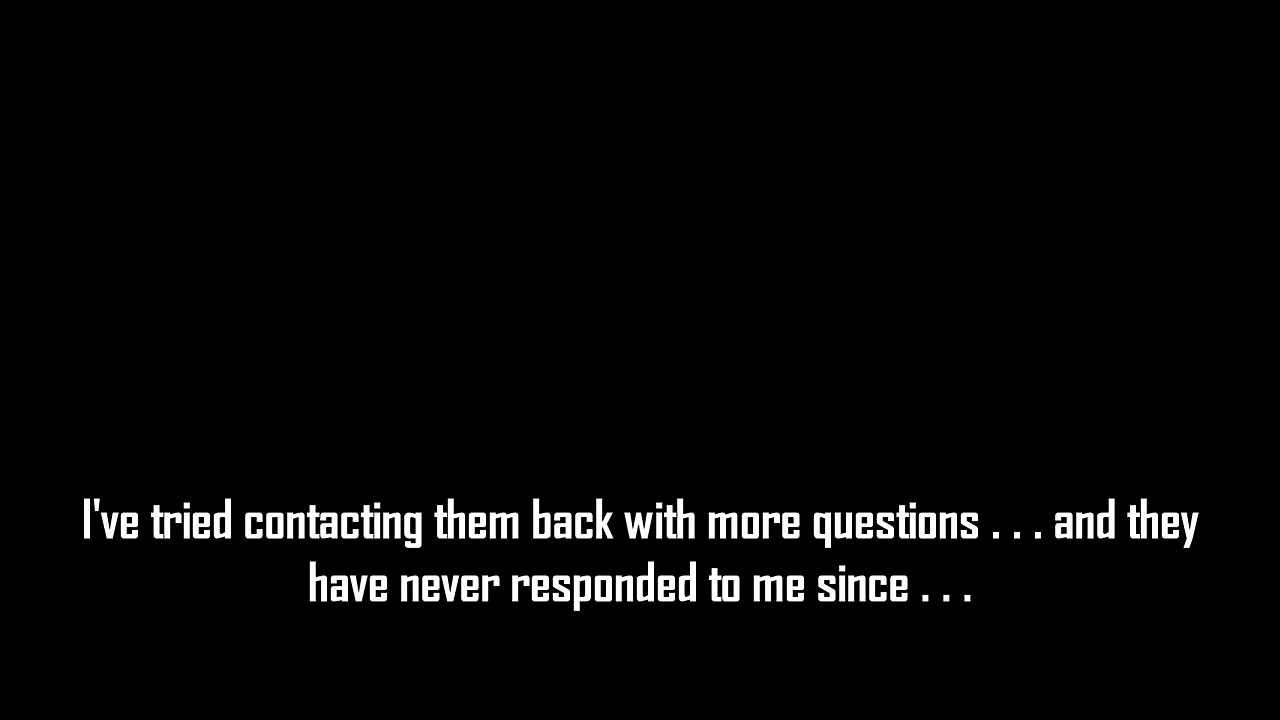 I've tried contacting them back with more questions . . . and they
have never responded to me since . . .